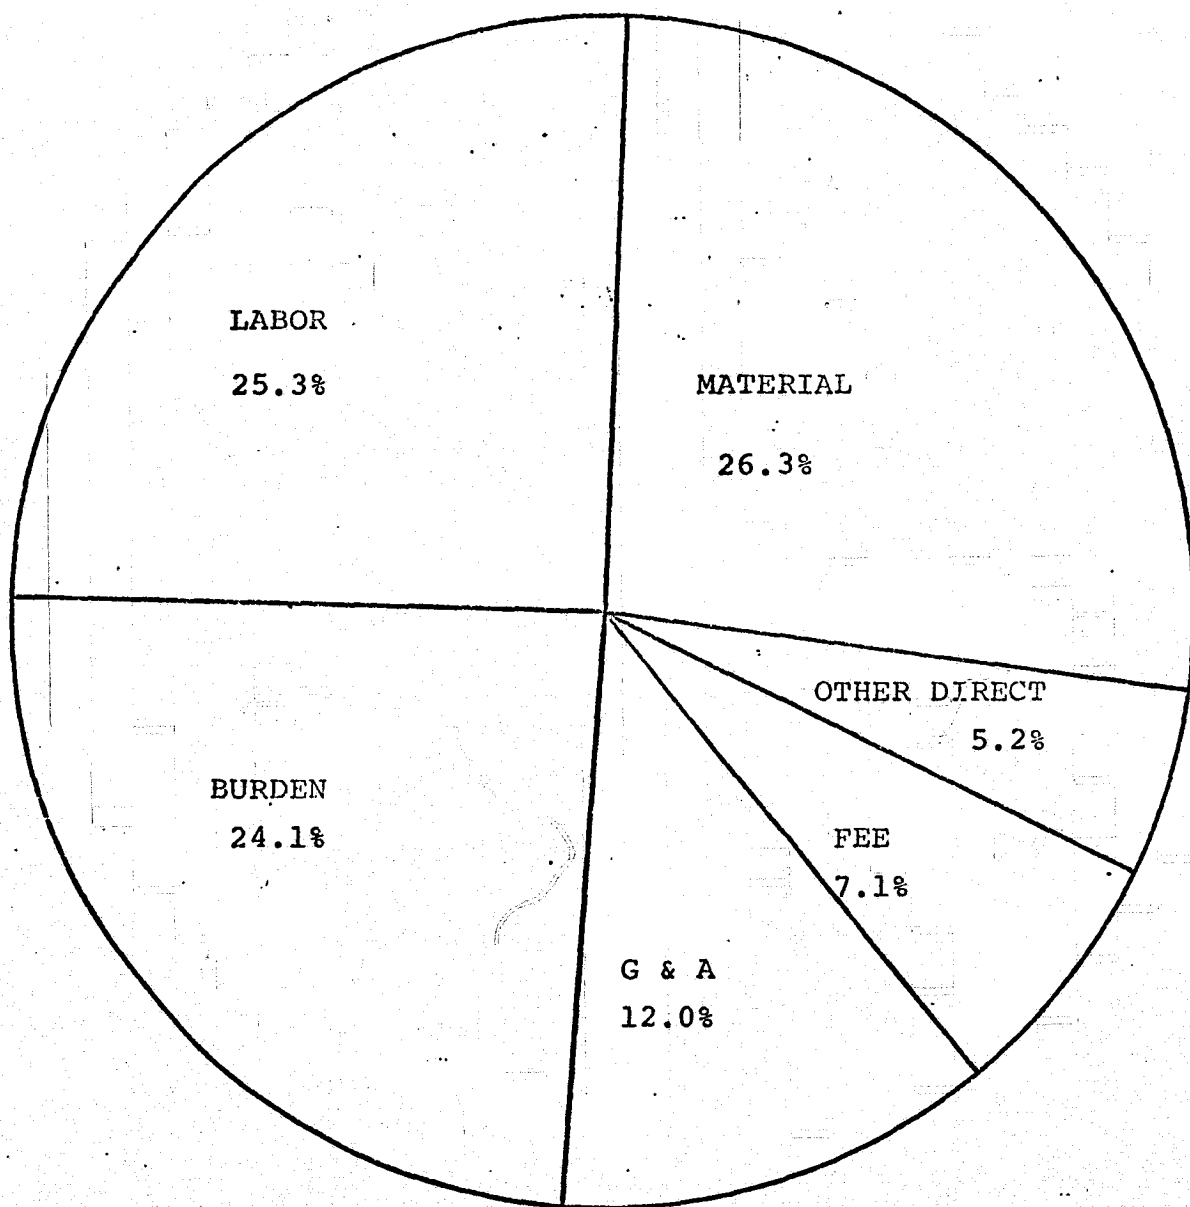 LABOR
25.3%
MATERIAL
26.3%
OTHER DIRECT
5.2%
BURDEN
24.1%
FEE
7.1%
G & A
12.0%